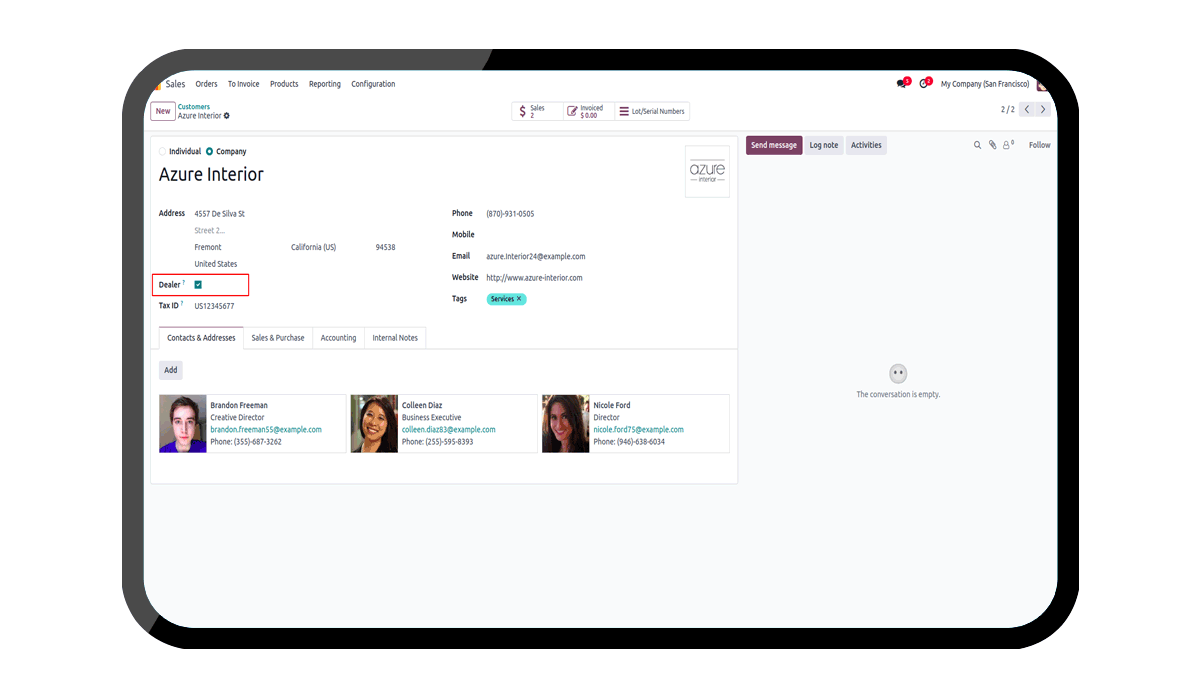 Sales Orders To Invoice Products Reporting Configuration
5 2 My Company (San Francisco)
New Customers
Azure Interior
Sales
2
Invoiced
$ 0.00
Lot/Serial Numbers
2 / 2
Send message Log note Activities
0 Follow
Individual Company
Azure Interior
azure
interior
Address 4557 De Silva St
Street 2...
Fremont California (US) 94538
United States
Dealer ?
Tax ID ? US12345677
Phone (870)-931-0505
Mobile
Email azure.Interior24@example.com
Website http://www.azure-interior.com
Tags Services ×
Contacts & Addresses Sales & Purchase Accounting Internal Notes
Add
Brandon Freeman
Creative Director
brandon.freeman55@example.com
Phone: (355)-687-3262
Colleen Diaz
Business Executive
colleen.diaz83@example.com
Phone: (255)-595-8393
Nicole Ford
Director
nicole.ford75@example.com
Phone: (946)-638-6034
The conversation is empty.